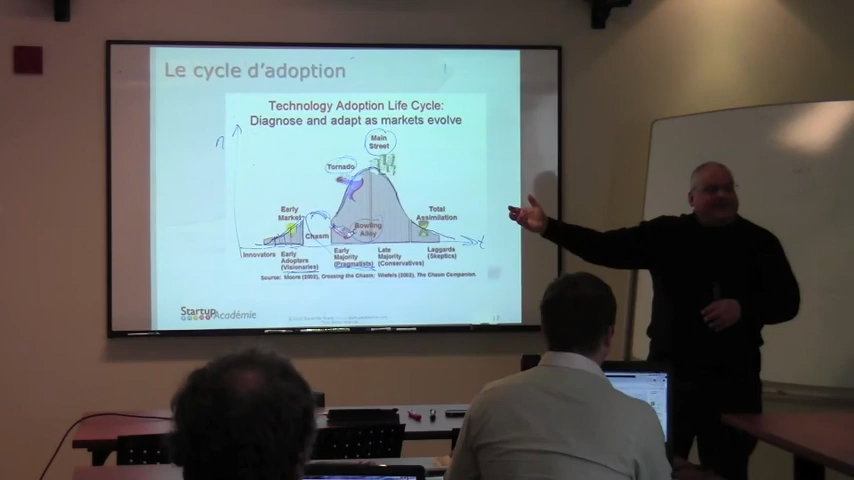 Le cycle d'adoption
Technology Adoption Life Cycle:
Diagnose and adapt as markets evolve
n
Main
Street
Tornado
Early
Market
Total
Assimilation
Chasm
Bowling
Alley
Innovators
Early
Adopters
(Visionaries)
Early
Majority
(Pragmatists)
Late
Majority
(Conservatives)
Laggards
(Skeptics)
Source: Moore (2002), Crossing the Chasm; Wiefels (2002), The Chasm Companion.
Startup Académie
17